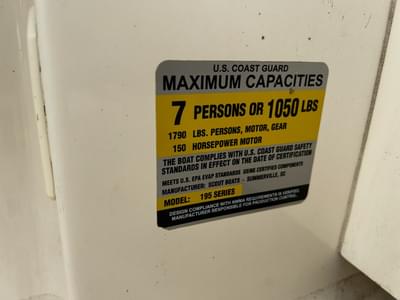 U.S. COAST GUARD
MAXIMUM CAPACITIES
7 PERSONS OR 1050 LBS
1790 LBS. PERSONS, MOTOR, GEAR
150 HORSEPOWER MOTOR
THE BOAT COMPLIES WITH U.S. COAST GUARD SAFETY
STANDARDS IN EFFECT ON THE DATE OF CERTIFICATION
MEETS U.S. EPA EVAP STANDARDS USING CERTIFIED COMPONENTS
MANUFACTURER: SCOUT BOATS - SUMMERVILLE, SC
MODEL: 195 SERIES
DESIGN COMPLIANCE WITH NMMA REQUIREMENTS IS VERIFIED.
MANUFACTURER RESPONSIBLE FOR PRODUCTION CONTROL.